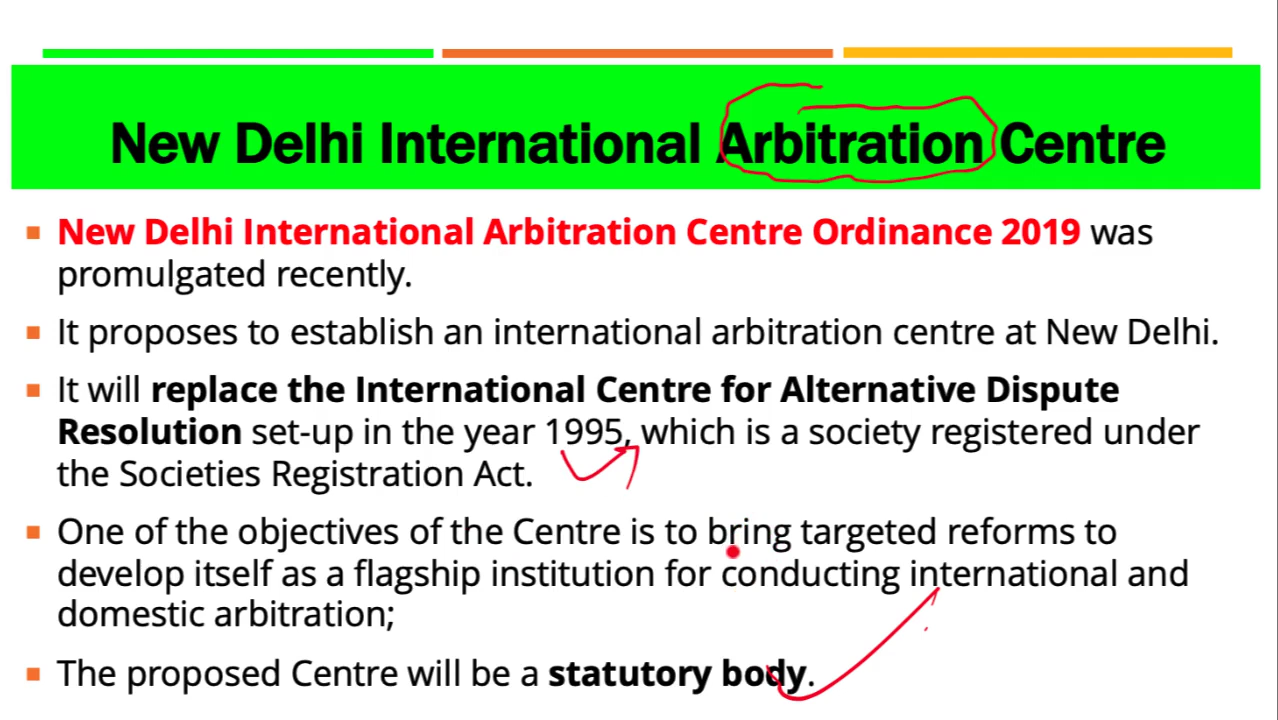 New Delhi International Arbitration Centre
New Delhi International Arbitration Centre Ordinance 2019 was
promulgated recently.
It proposes to establish an international arbitration centre at New Delhi.
It will replace the International Centre for Alternative Dispute
Resolution set-up in the year 1995, which is a society registered under
the Societies Registration Act.
One of the objectives of the Centre is to bring targeted reforms to
develop itself as a flagship institution for conducting international and
domestic arbitration;
The proposed Centre will be a statutory body.